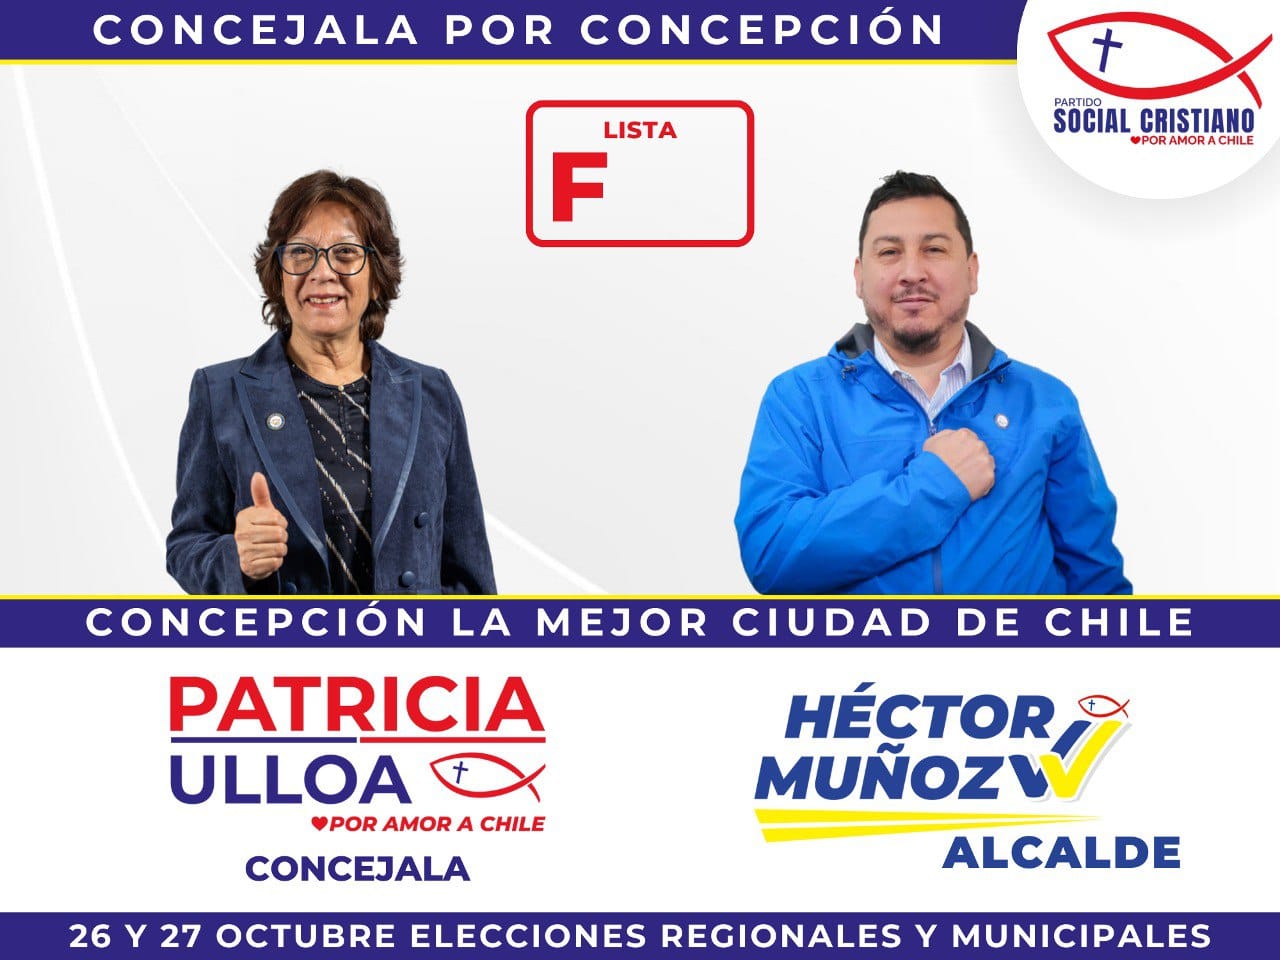 CONCEJALA POR CONCEPCIÓN
PARTIDO
SOCIAL CRISTIANO
POR AMOR A CHILE
LISTA
F
CONCEPCIÓN LA MEJOR CIUDAD DE CHILE
PATRICIA
ULLOA
POR AMOR A CHILE
CONCEJALA
HÉCTOR
MUÑOZ
ALCALDE
26 Y 27 OCTUBRE ELECCIONES REGIONALES Y MUNICIPALES